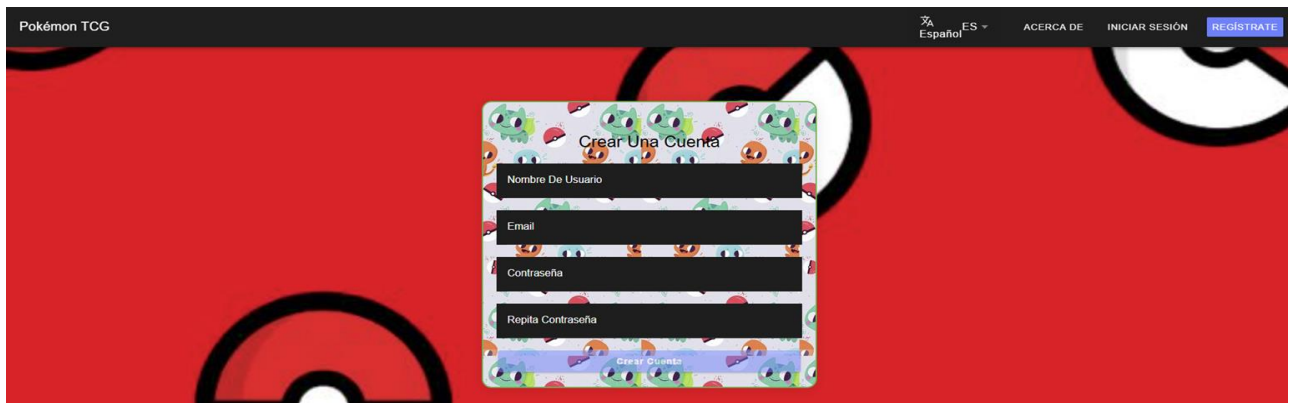 Pokémon TCG
Español ES
ACERCA DE
INICIAR SESIÓN
REGÍSTRATE
Crear Una Cuenta
Nombre De Usuario
Email
Contraseña
Repita Contraseña
Crear Cuenta